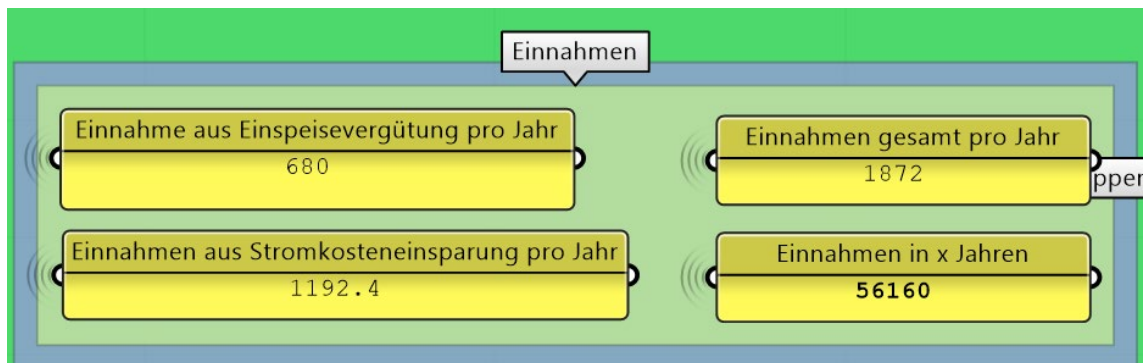 Einnahmen
Einnahme aus Einspeisevergütung pro Jahr
680
Einnahmen gesamt pro Jahr
1872
ppen
Einnahmen aus Stromkosteneinsparung pro Jahr
1192.4
Einnahmen in x Jahren
56160